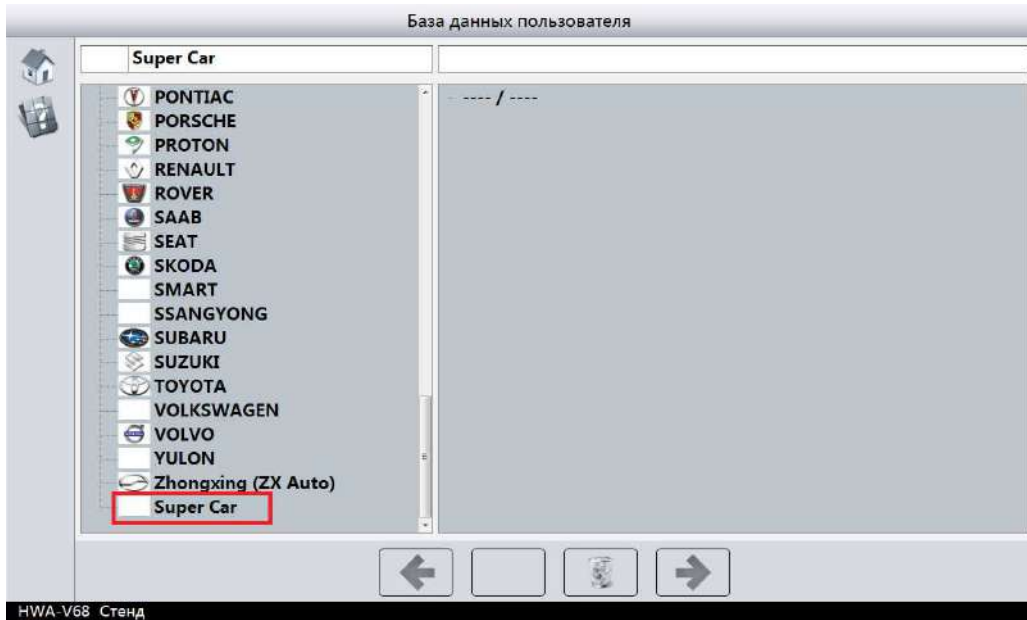 База данных пользователя
Super Car
PONTIAC
---- / ----
PORSCHE
PROTON
RENAULT
ROVER
SAAB
SEAT
SKODA
SMART
SSANGYONG
SUBARU
SUZUKI
TOYOTA
VOLKSWAGEN
VOLVO
YULON
Zhongxing (ZX Auto)
Super Car
HWA-V68 Стенд